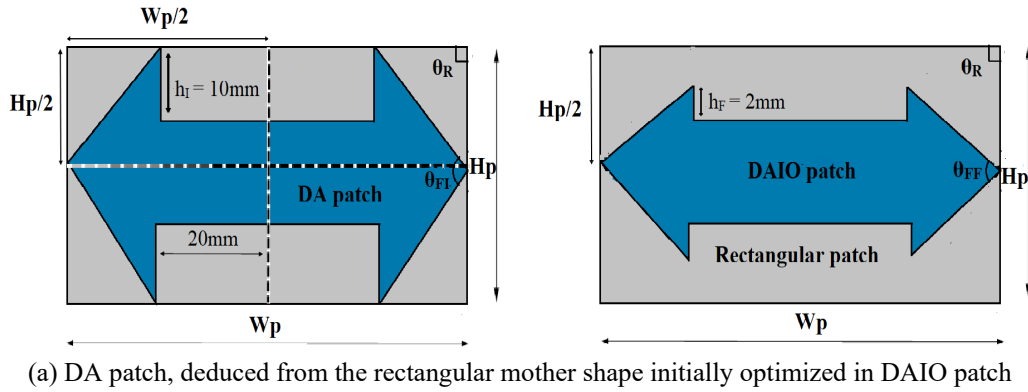 Wp/2
θR
hI = 10mm
Hp/2
Hp
θFI
DA patch
20mm
Wp
θR
hF = 2mm
Hp/2
DAIO patch
θFF
Hp
Rectangular patch
Wp
(a) DA patch, deduced from the rectangular mother shape initially optimized in DAIO patch